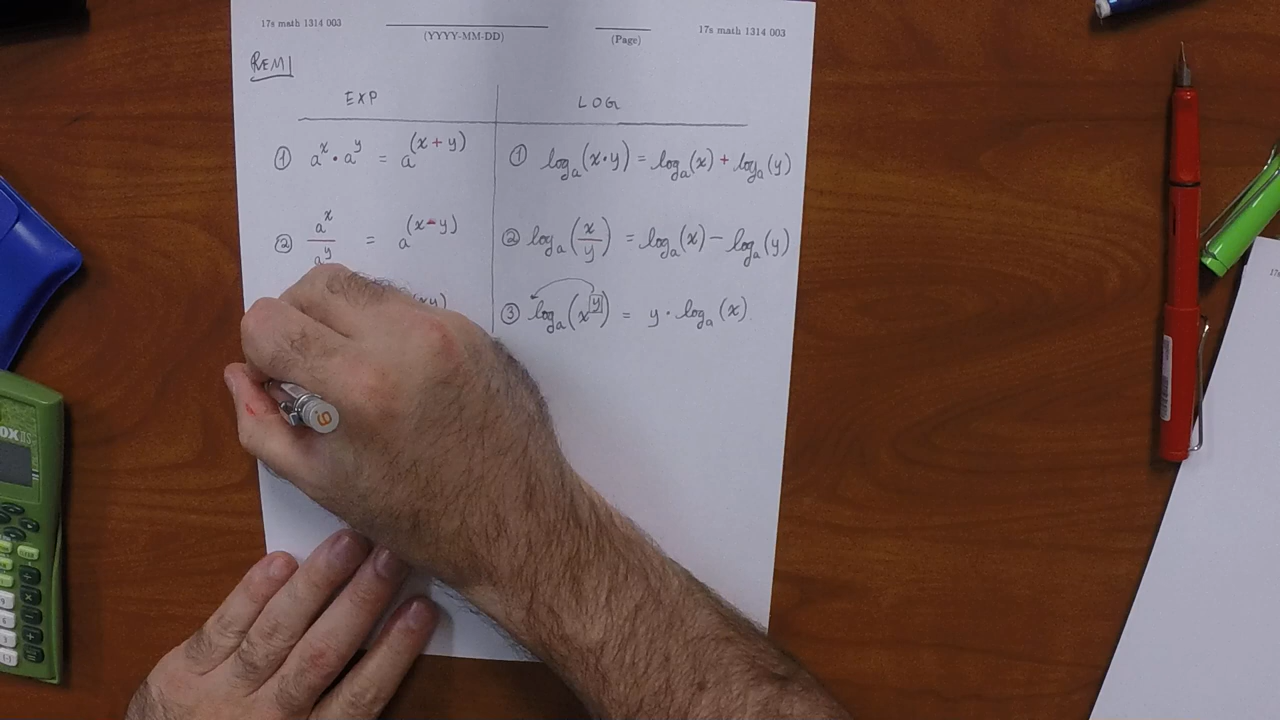 17s math 1314 003 (YYYY-MM-DD) (Page) 17s math 1314 003
REM
EXP LOG
① a^x · a^y = a^(x + y) ① log_a(x·y) = log_a(x) + log_a(y)
② a^x / a^y = a^(x-y) ② log_a(x/y) = log_a(x) - log_a(y)
(xy) ③ log_a(x^y) = y · log_a(x)